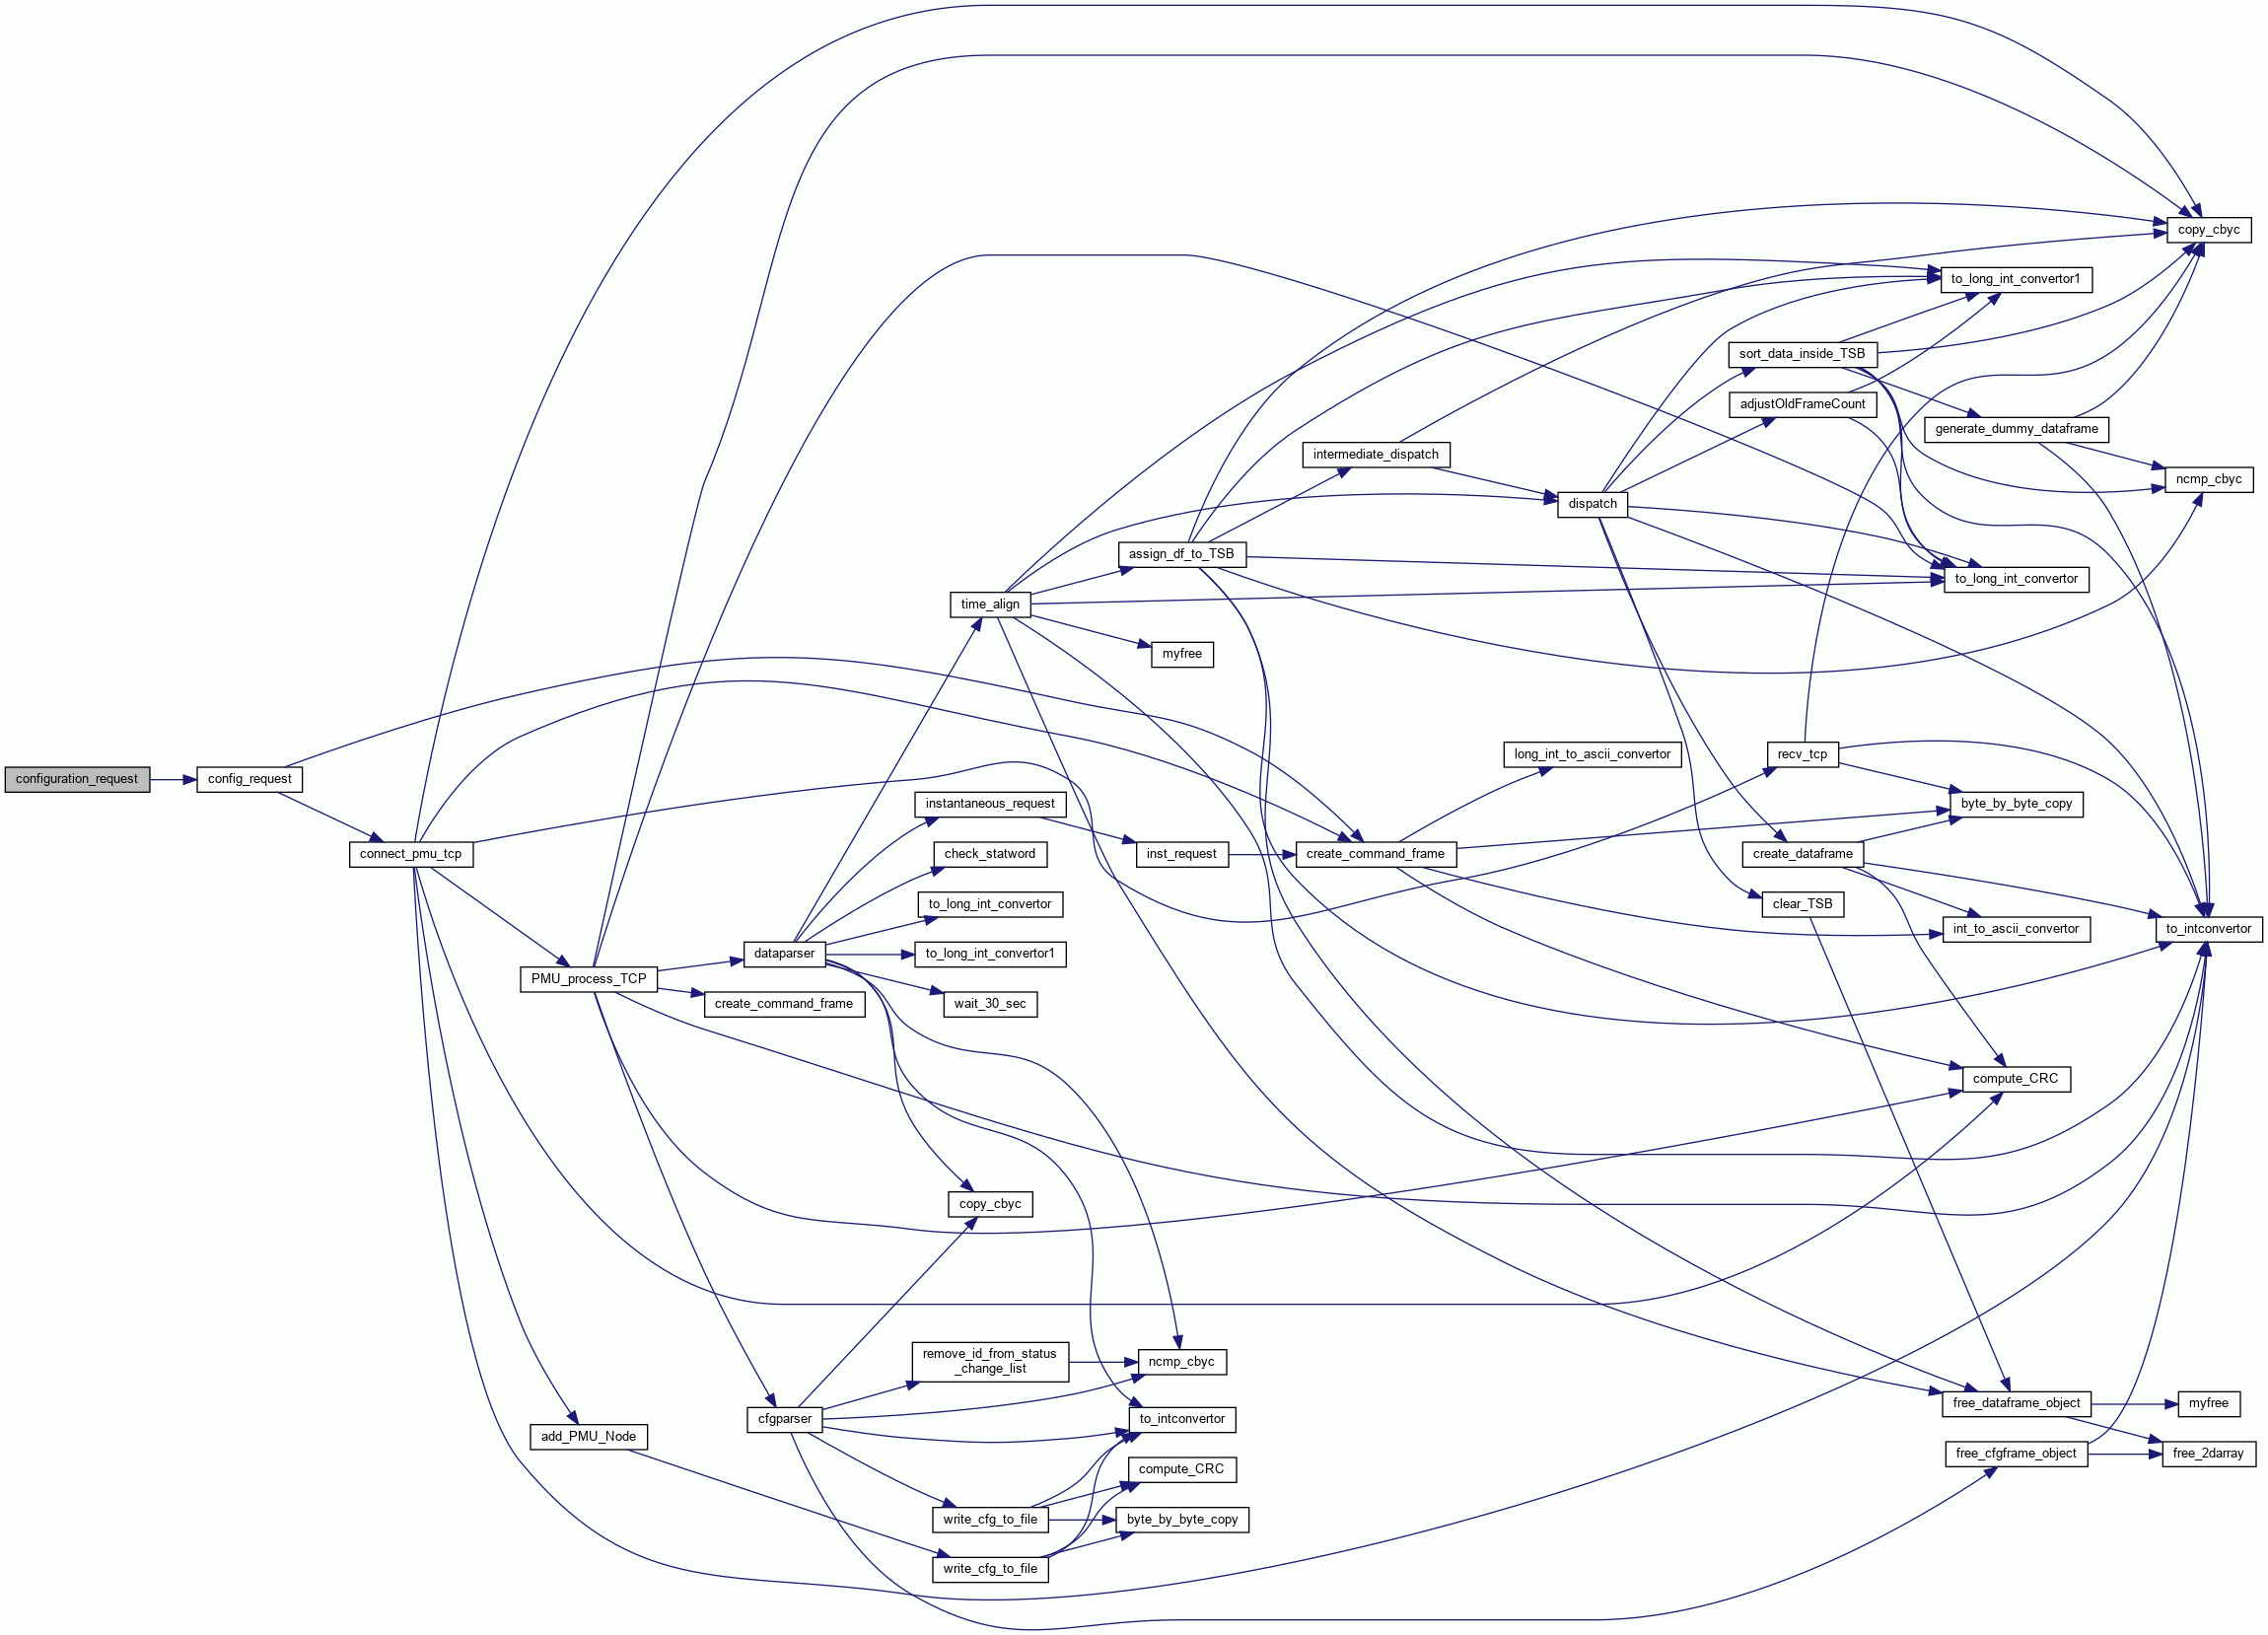 configuration_request
config_request
connect_pmu_tcp
PMU_process_TCP
add_PMU_Node
dataparser
create_command_frame
cfgparser
time_align
instantaneous_request
check_statword
to_long_int_convertor
to_long_int_convertor1
wait_30_sec
copy_cbyc
remove_id_from_status
_change_list
write_cfg_to_file
write_cfg_to_file
assign_df_to_TSB
myfree
inst_request
ncmp_cbyc
to_intconvertor
compute_CRC
byte_by_byte_copy
intermediate_dispatch
create_command_frame
dispatch
long_int_to_ascii_convertor
sort_data_inside_TSB
adjustOldFrameCount
recv_tcp
create_dataframe
clear_TSB
to_long_int_convertor1
generate_dummy_dataframe
to_long_int_convertor
byte_by_byte_copy
int_to_ascii_convertor
compute_CRC
free_dataframe_object
free_cfgframe_object
copy_cbyc
ncmp_cbyc
to_intconvertor
myfree
free_2darray